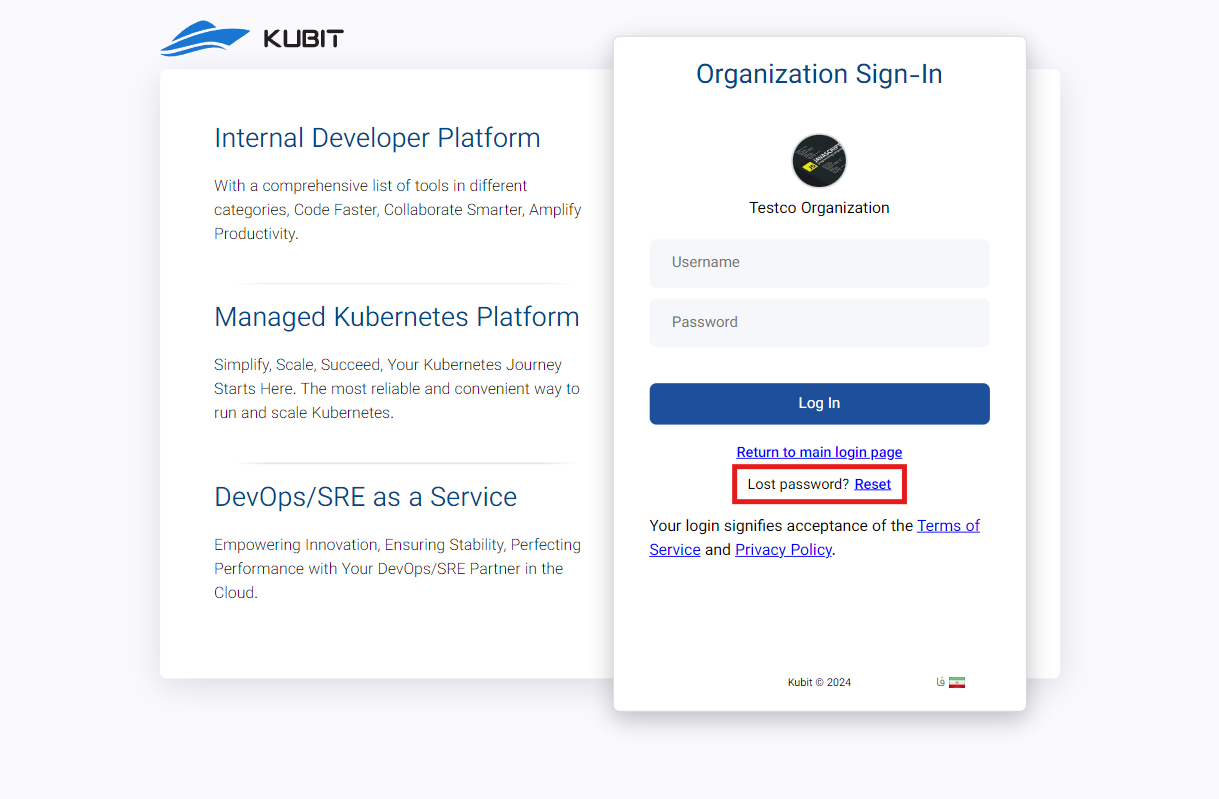 KUBIT
Internal Developer Platform
With a comprehensive list of tools in different
categories, Code Faster, Collaborate Smarter, Amplify
Productivity.
Managed Kubernetes Platform
Simplify, Scale, Succeed, Your Kubernetes Journey
Starts Here. The most reliable and convenient way to
run and scale Kubernetes.
DevOps/SRE as a Service
Empowering Innovation, Ensuring Stability, Perfecting
Performance with Your DevOps/SRE Partner in the
Cloud.
Organization Sign-In
JAVASCRIPT
Testco Organization
Username
Password
Log In
Return to main login page
Lost password? Reset
Your login signifies acceptance of the Terms of
Service and Privacy Policy.
Kubit © 2024
فا